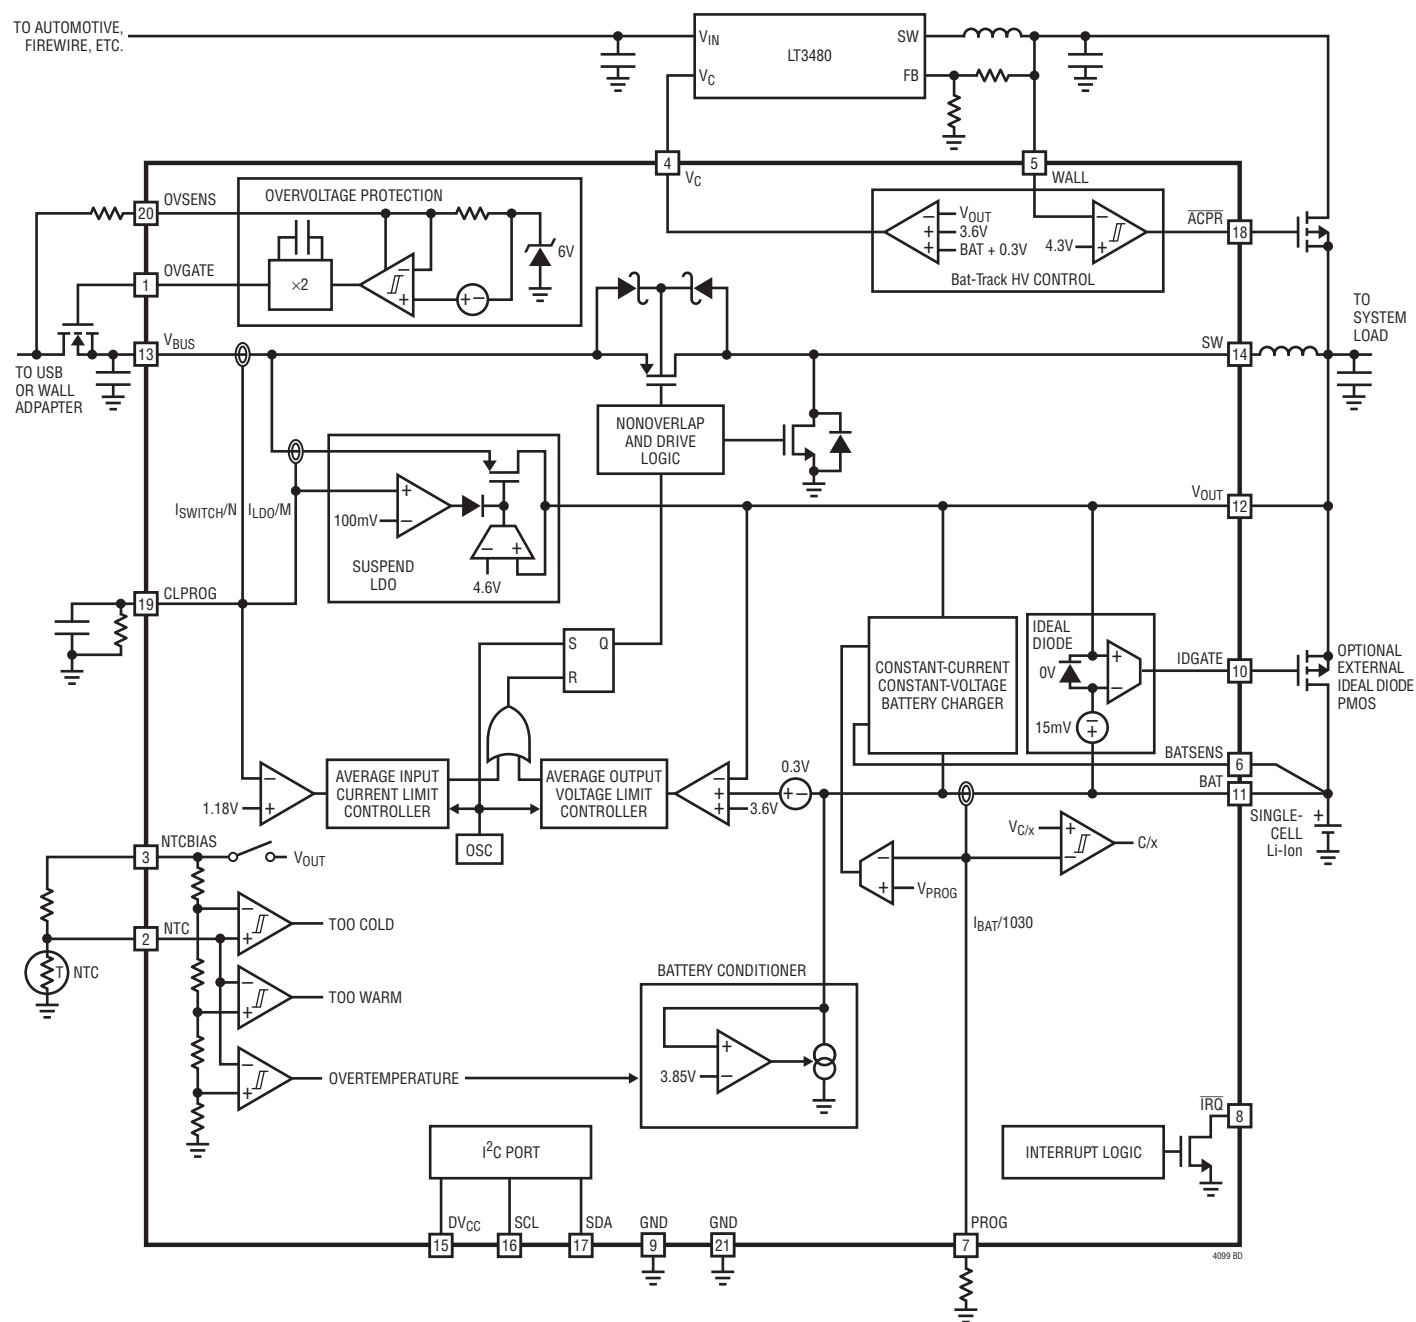 TO AUTOMOTIVE,
FIREWIRE, ETC.
VIN
SW
LT3480
VC
FB
4
VC
5
WALL
OVERVOLTAGE PROTECTION
20
OVSENS
6V
×2
+ −
− +
1
OVGATE
− VOUT
+ 3.6V
+ BAT + 0.3V
4.3V
− +
Bat-Track HV CONTROL
ACPR
18
TO
SYSTEM
LOAD
13
VBUS
SW
14
TO USB
OR WALL
ADPAPTER
NONOVERLAP
AND DRIVE
LOGIC
ISWITCH/N
ILDO/M
100mV
+ −
− +
SUSPEND
LDO
4.6V
VOUT
12
19
CLPROG
S Q
R
CONSTANT-CURRENT
CONSTANT-VOLTAGE
BATTERY CHARGER
IDEAL
DIODE
0V
+
−
15mV
−
+
IDGATE
10
OPTIONAL
EXTERNAL
IDEAL DIODE
PMOS
BATSENS
6
BAT
11
1.18V
− +
AVERAGE INPUT
CURRENT LIMIT
CONTROLLER
AVERAGE OUTPUT
VOLTAGE LIMIT
CONTROLLER
−
+
+ 3.6V
0.3V
+ −
OSC
SINGLE-
CELL
Li-Ion
+
VC/x
+
−
C/x
−
+ VPROG
IBAT/1030
3
NTCBIAS
VOUT
−
+
TOO COLD
2
NTC
T NTC
−
+
TOO WARM
−
+
OVERTEMPERATURE
BATTERY CONDITIONER
+
3.85V −
IRQ
8
INTERRUPT LOGIC
I2C PORT
DVCC
15
SCL
16
SDA
17
GND
9
GND
21
PROG
7
4099 BD